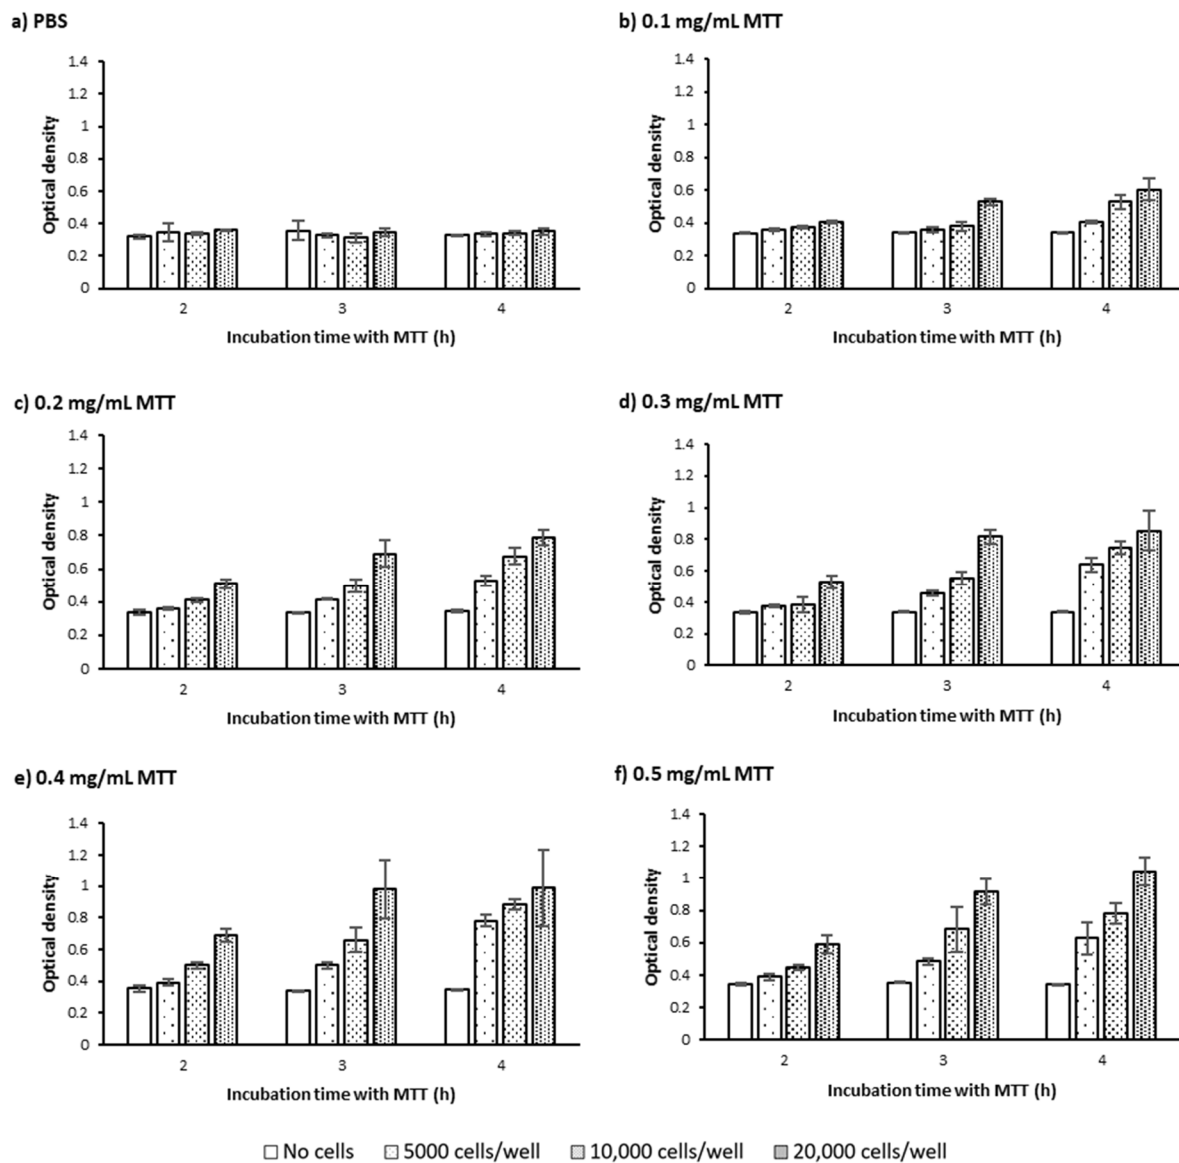 a) PBS
1.4
1.2
1
0.8
0.6
0.4
0.2
0
Optical density
2 3 4
Incubation time with MTT (h)
b) 0.1 mg/mL MTT
1.4
1.2
1
0.8
0.6
0.4
0.2
0
Optical density
2 3 4
Incubation time with MTT (h)
c) 0.2 mg/mL MTT
1.4
1.2
1
0.8
0.6
0.4
0.2
0
Optical density
2 3 4
Incubation time with MTT (h)
d) 0.3 mg/mL MTT
1.4
1.2
1
0.8
0.6
0.4
0.2
0
Optical density
2 3 4
Incubation time with MTT (h)
e) 0.4 mg/mL MTT
1.4
1.2
1
0.8
0.6
0.4
0.2
0
Optical density
2 3 4
Incubation time with MTT (h)
f) 0.5 mg/mL MTT
1.4
1.2
1
0.8
0.6
0.4
0.2
0
Optical density
2 3 4
Incubation time with MTT (h)
No cells 5000 cells/well 10,000 cells/well 20,000 cells/well